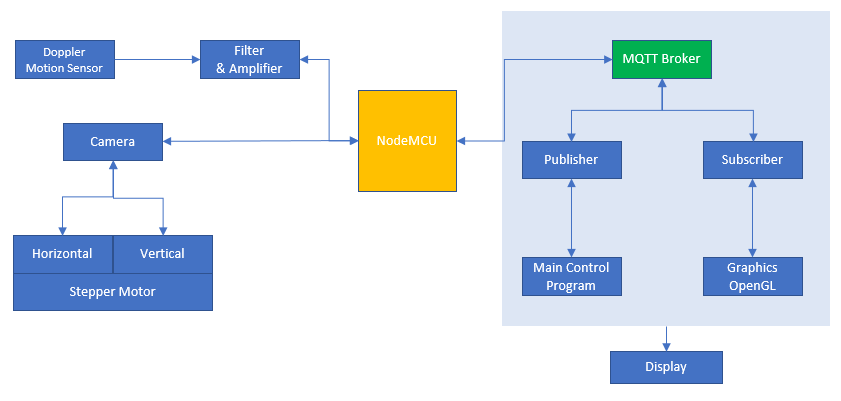 Doppler
Motion Sensor
Filter
& Amplifier
MQTT Broker
NodeMCU
Camera
Publisher
Subscriber
Horizontal
Vertical
Stepper Motor
Main Control
Program
Graphics
OpenGL
Display